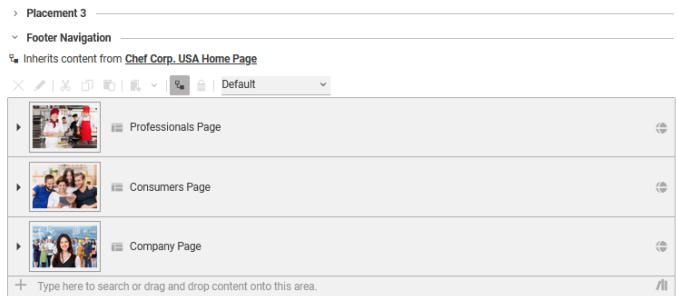 Placement 3
Footer Navigation
Inherits content from Chef Corp. USA Home Page
Default
Professionals Page
Consumers Page
Company Page
Type here to search or drag and drop content onto this area.